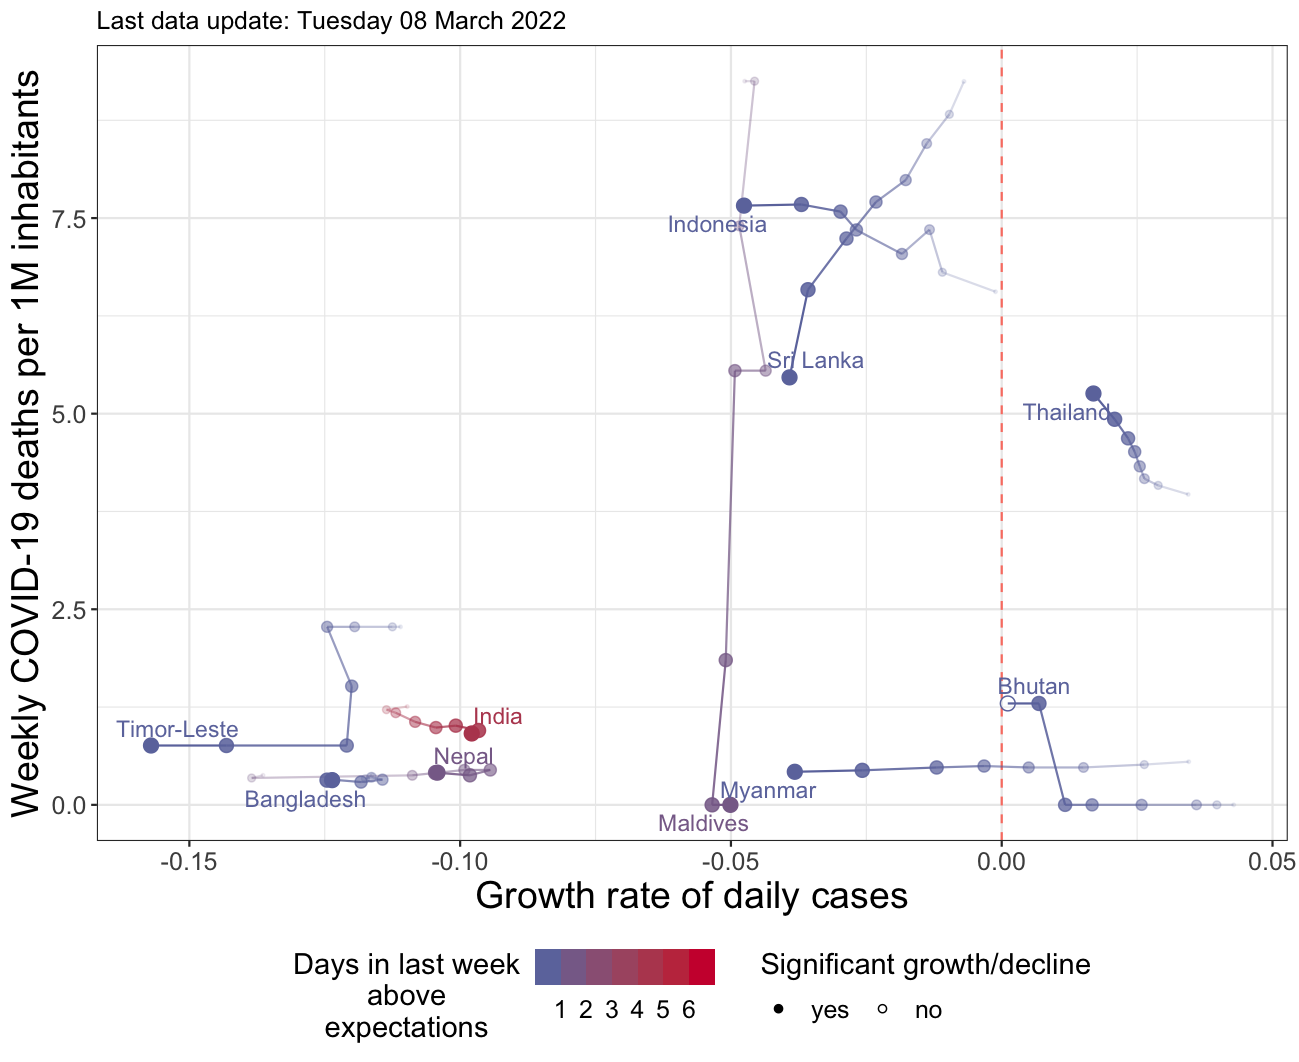 Last data update: Tuesday 08 March 2022
Weekly COVID-19 deaths per 1M inhabitants
7.5
5.0
2.5
0.0
Indonesia
Sri Lanka
Thailand
Bhutan
India
Timor-Leste
Nepal
Myanmar
Bangladesh
Maldives
-0.15
-0.10
-0.05
0.00
0.05
Growth rate of daily cases
Days in last week
above
expectations
1 2 3 4 5 6
Significant growth/decline
yes
no